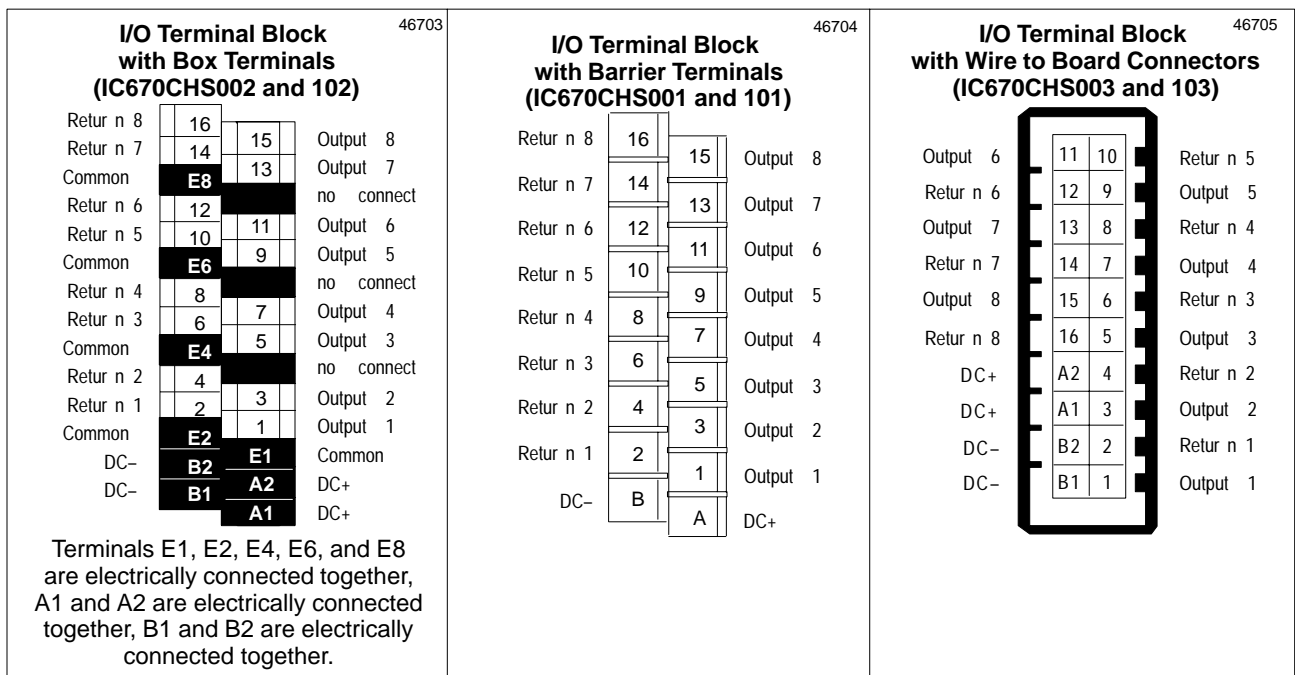 46703
I/O Terminal Block
with Box Terminals
(IC670CHS002 and 102)
Retur n 8 16
15 Output 8
Retur n 7 14
13 Output 7
Common E8
no connect
Retur n 6 12
11 Output 6
Retur n 5 10
9 Output 5
Common E6
no connect
Retur n 4 8
7 Output 4
Retur n 3 6
5 Output 3
Common E4
no connect
Retur n 2 4
3 Output 2
Retur n 1 2
1 Output 1
Common E2
E1 Common
DC– B2
A2 DC+
DC– B1
A1 DC+
Terminals E1, E2, E4, E6, and E8
are electrically connected together,
A1 and A2 are electrically connected
together, B1 and B2 are electrically
connected together.
46704
I/O Terminal Block
with Barrier Terminals
(IC670CHS001 and 101)
Retur n 8 16
15 Output 8
Retur n 7 14
13 Output 7
Retur n 6 12
11 Output 6
Retur n 5 10
9 Output 5
Retur n 4 8
7 Output 4
Retur n 3 6
5 Output 3
Retur n 2 4
3 Output 2
Retur n 1 2
1 Output 1
DC– B
A DC+
46705
I/O Terminal Block
with Wire to Board Connectors
(IC670CHS003 and 103)
Output 6 11 10 Retur n 5
Retur n 6 12 9 Output 5
Output 7 13 8 Retur n 4
Retur n 7 14 7 Output 4
Output 8 15 6 Retur n 3
Retur n 8 16 5 Output 3
DC+ A2 4 Retur n 2
DC+ A1 3 Output 2
DC– B2 2 Retur n 1
DC– B1 1 Output 1